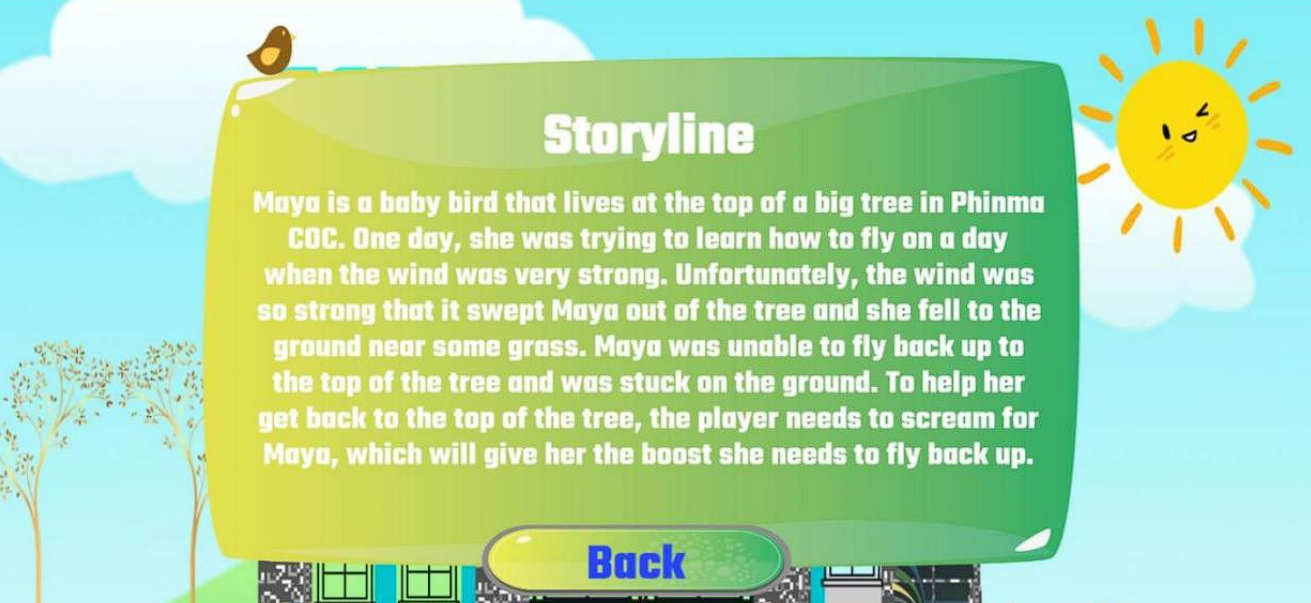 Storyline
Maya is a baby bird that lives at the top of a big tree in Phinma
COC. One day, she was trying to learn how to fly on a day
when the wind was very strong. Unfortunately, the wind was
so strong that it swept Maya out of the tree and she fell to the
ground near some grass. Maya was unable to fly back up to
the top of the tree and was stuck on the ground. To help her
get back to the top of the tree, the player needs to scream for
Maya, which will give her the boost she needs to fly back up.
Back